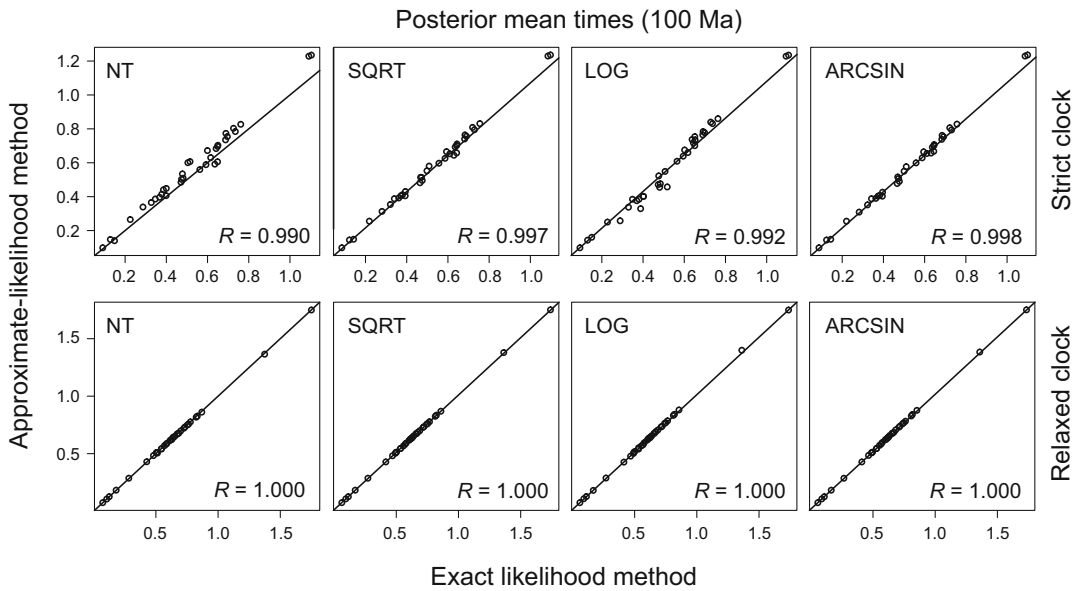 Posterior mean times (100 Ma)
Approximate-likelihood method
NT
SQRT
LOG
ARCSIN
1.2
1.0
0.8
0.6
0.4
0.2
R = 0.990
R = 0.997
R = 0.992
R = 0.998
0.2 0.4 0.6 0.8 1.0
0.2 0.4 0.6 0.8 1.0
0.2 0.4 0.6 0.8 1.0
0.2 0.4 0.6 0.8 1.0
Strict clock
NT
SQRT
LOG
ARCSIN
1.5
1.0
0.5
R = 1.000
R = 1.000
R = 1.000
R = 1.000
0.5 1.0 1.5
0.5 1.0 1.5
0.5 1.0 1.5
0.5 1.0 1.5
Relaxed clock
Exact likelihood method